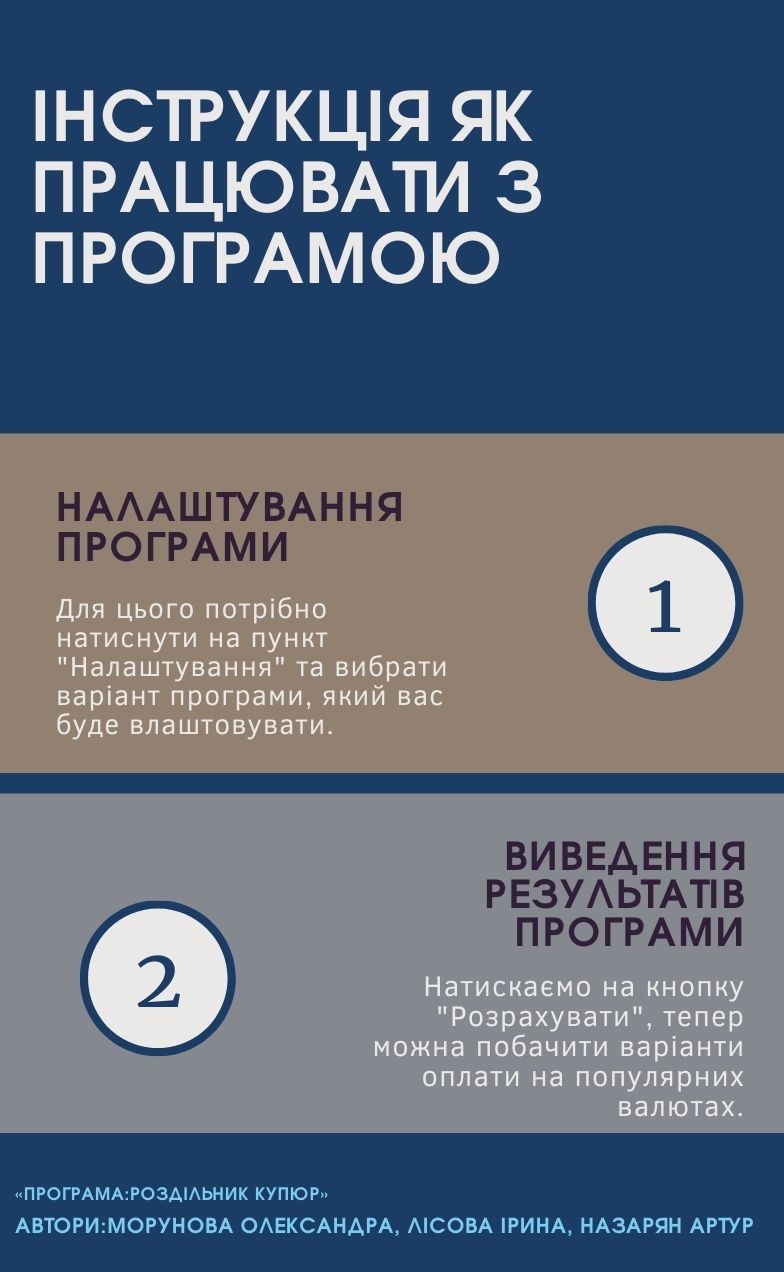 ІНСТРУКЦІЯ ЯК
ПРАЦЮВАТИ З
ПРОГРАМОЮ
НАЛАШТУВАННЯ
ПРОГРАМИ
Для цього потрібно
натиснути на пункт
"Налаштування" та вибрати
варіант програми, який вас
буде влаштовувати.
1
ВИВЕДЕННЯ
РЕЗУЛЬТАТІВ
ПРОГРАМИ
2
Натискаємо на кнопку
"Розрахувати", тепер
можна побачити варіанти
оплати на популярних
валютах.
«ПРОГРАМА:РОЗДІЛЬНИК КУПЮР»
АВТОРИ:МОРУНОВА ОЛЕКСАНДРА, ЛІСОВА ІРИНА, НАЗАРЯН АРТУР